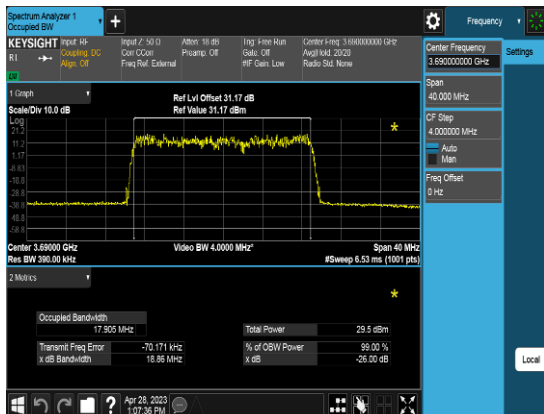 Spectrum Analyzer 1
Occupied BW
Frequency
KEYSIGHT
R1
Input: RF
Coupling: DC
Align: Off
Input Z: 50 Ω
Corr CCorr
Freq Ref: External
Atten: 18 dB
Preamp: Off
Trig: Free Run
Gate: Off
#IF Gain: Low
Center Freq: 3.690000000 GHz
Avg|Hold: 20/20
Radio Std: None
Center Frequency
3.690000000 GHz
Settings
Span
40.000 MHz
CF Step
4.000000 MHz
Auto
Man
Freq Offset
0 Hz
1 Graph
Scale/Div 10.0 dB
Ref Lvl Offset 31.17 dB
Ref Value 31.17 dBm
Log
21.2
11.2
1.17
-8.83
-18.8
-28.8
-38.8
-48.8
-58.8
Center 3.69000 GHz
Res BW 390.00 kHz
Video BW 4.0000 MHz*
Span 40 MHz
#Sweep 6.53 ms (1001 pts)
2 Metrics
Occupied Bandwidth
17.905 MHz
Total Power 29.5 dBm
Transmit Freq Error -70.171 kHz
% of OBW Power 99.00 %
x dB Bandwidth 18.86 MHz
x dB -26.00 dB
Local
Apr 28, 2023
1:07:36 PM